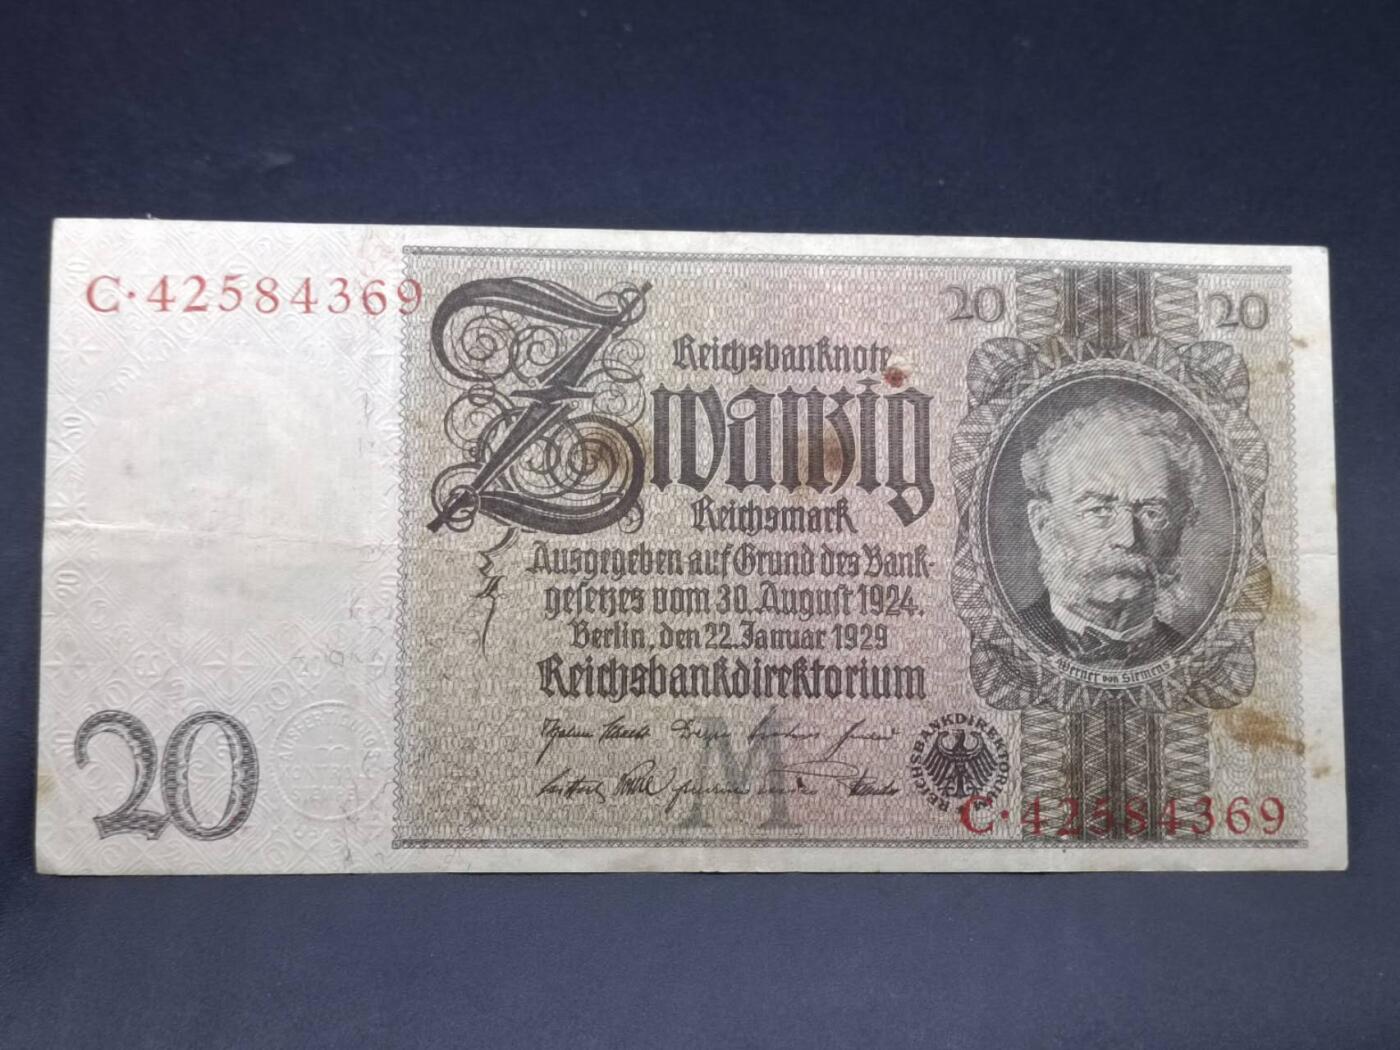 C·42584369
20
20
Reichsbanknote
Zwanzig
Reichsmark
Ausgegeben auf Grund des Bank-
gesetzes vom 30. August 1924.
Berlin, den 22. Januar 1929
Reichsbankdirektorium
Werner von Siemens
M
REICHSBANKDIREKTORIUM
C·42584369
20
KONTROLL